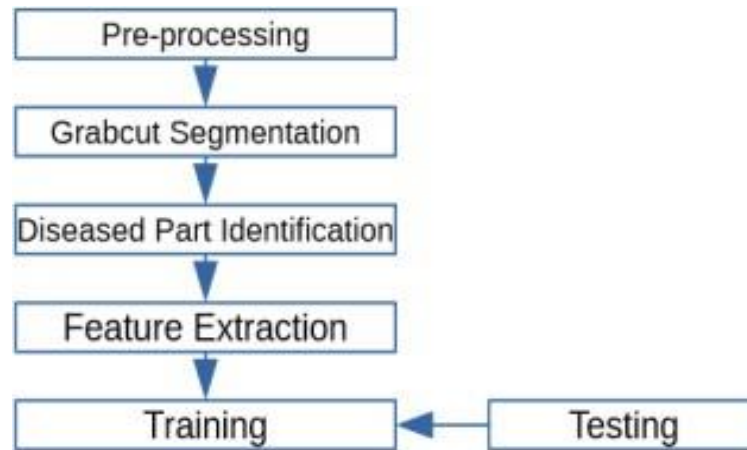 Pre-processing
Grabcut Segmentation
Diseased Part Identification
Feature Extraction
Training
Testing